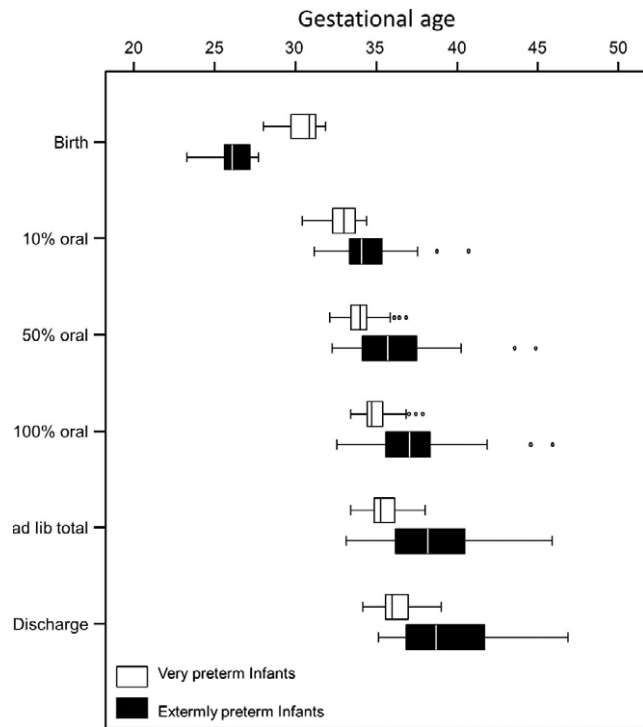 Gestational age
20 25 30 35 40 45 50
Birth
10% oral
50% oral
100% oral
ad lib total
Discharge
Very preterm Infants
Extermly preterm Infants